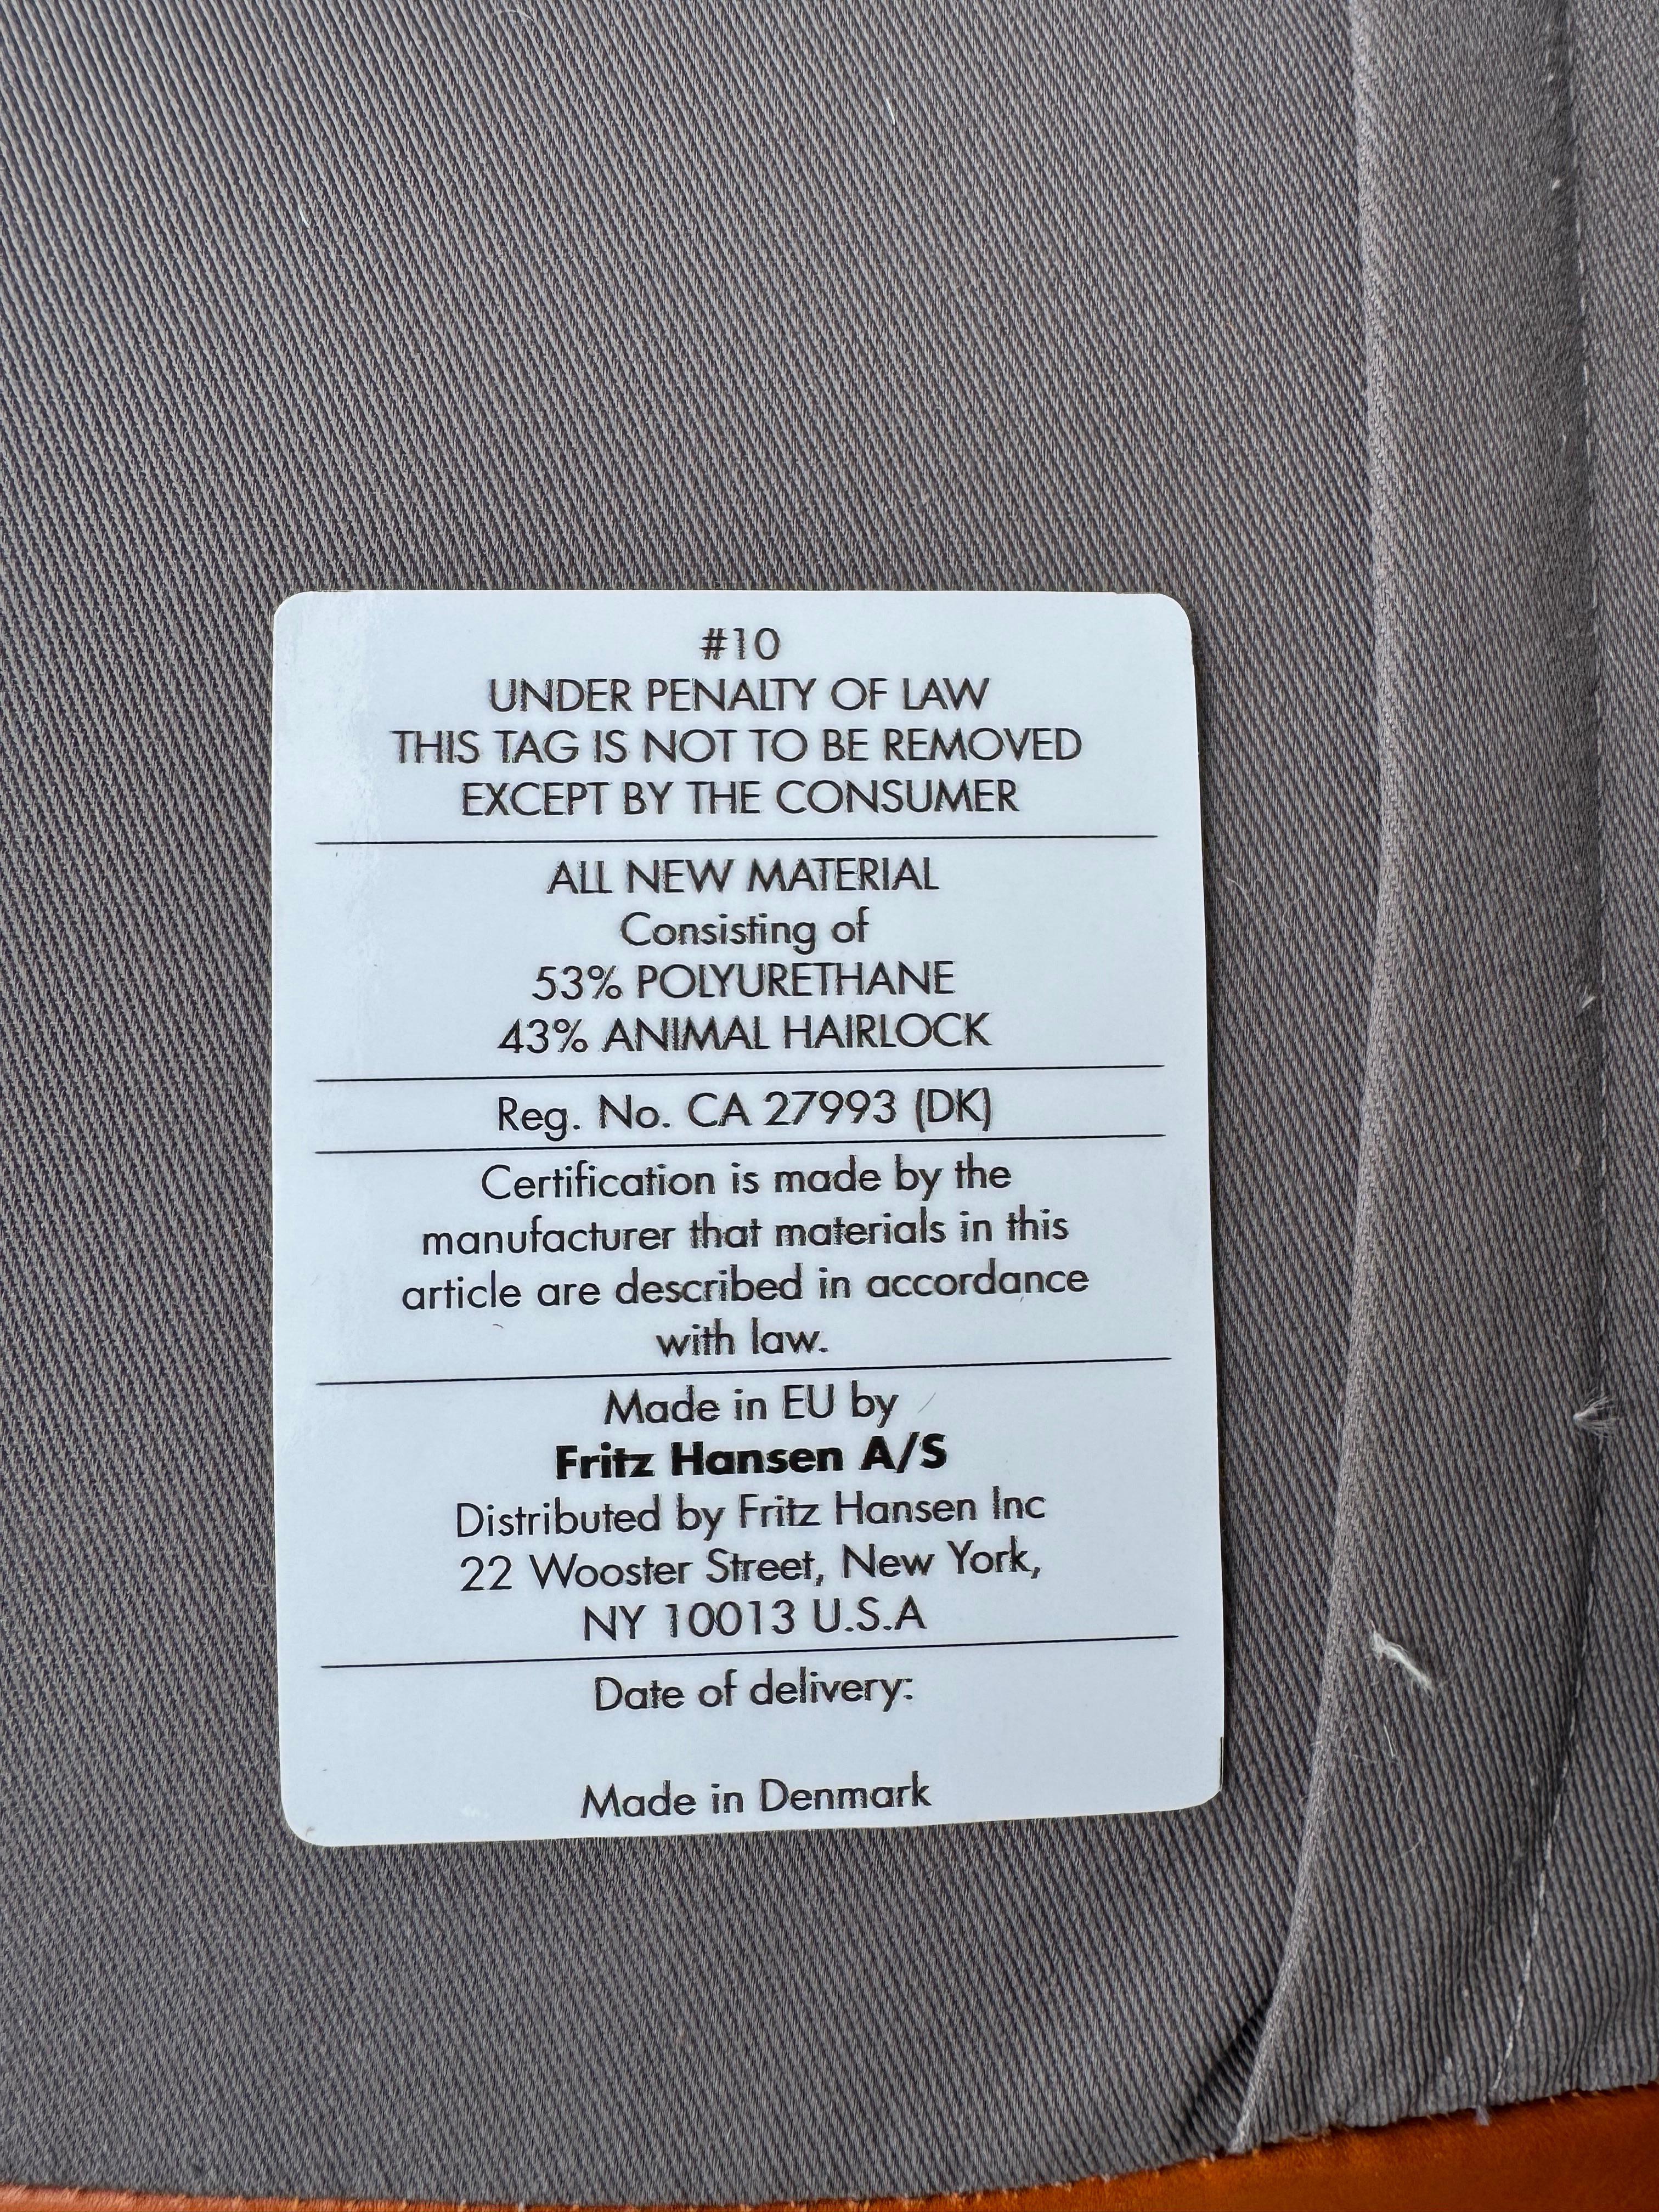 #10
UNDER PENALTY OF LAW
THIS TAG IS NOT TO BE REMOVED
EXCEPT BY THE CONSUMER
ALL NEW MATERIAL
Consisting of
53% POLYURETHANE
43% ANIMAL HAIRLOCK
Reg. No. CA 27993 (DK)
Certification is made by the
manufacturer that materials in this
article are described in accordance
with law.
Made in EU by
Fritz Hansen A/S
Distributed by Fritz Hansen Inc
22 Wooster Street, New York,
NY 10013 U.S.A
Date of delivery:
Made in Denmark